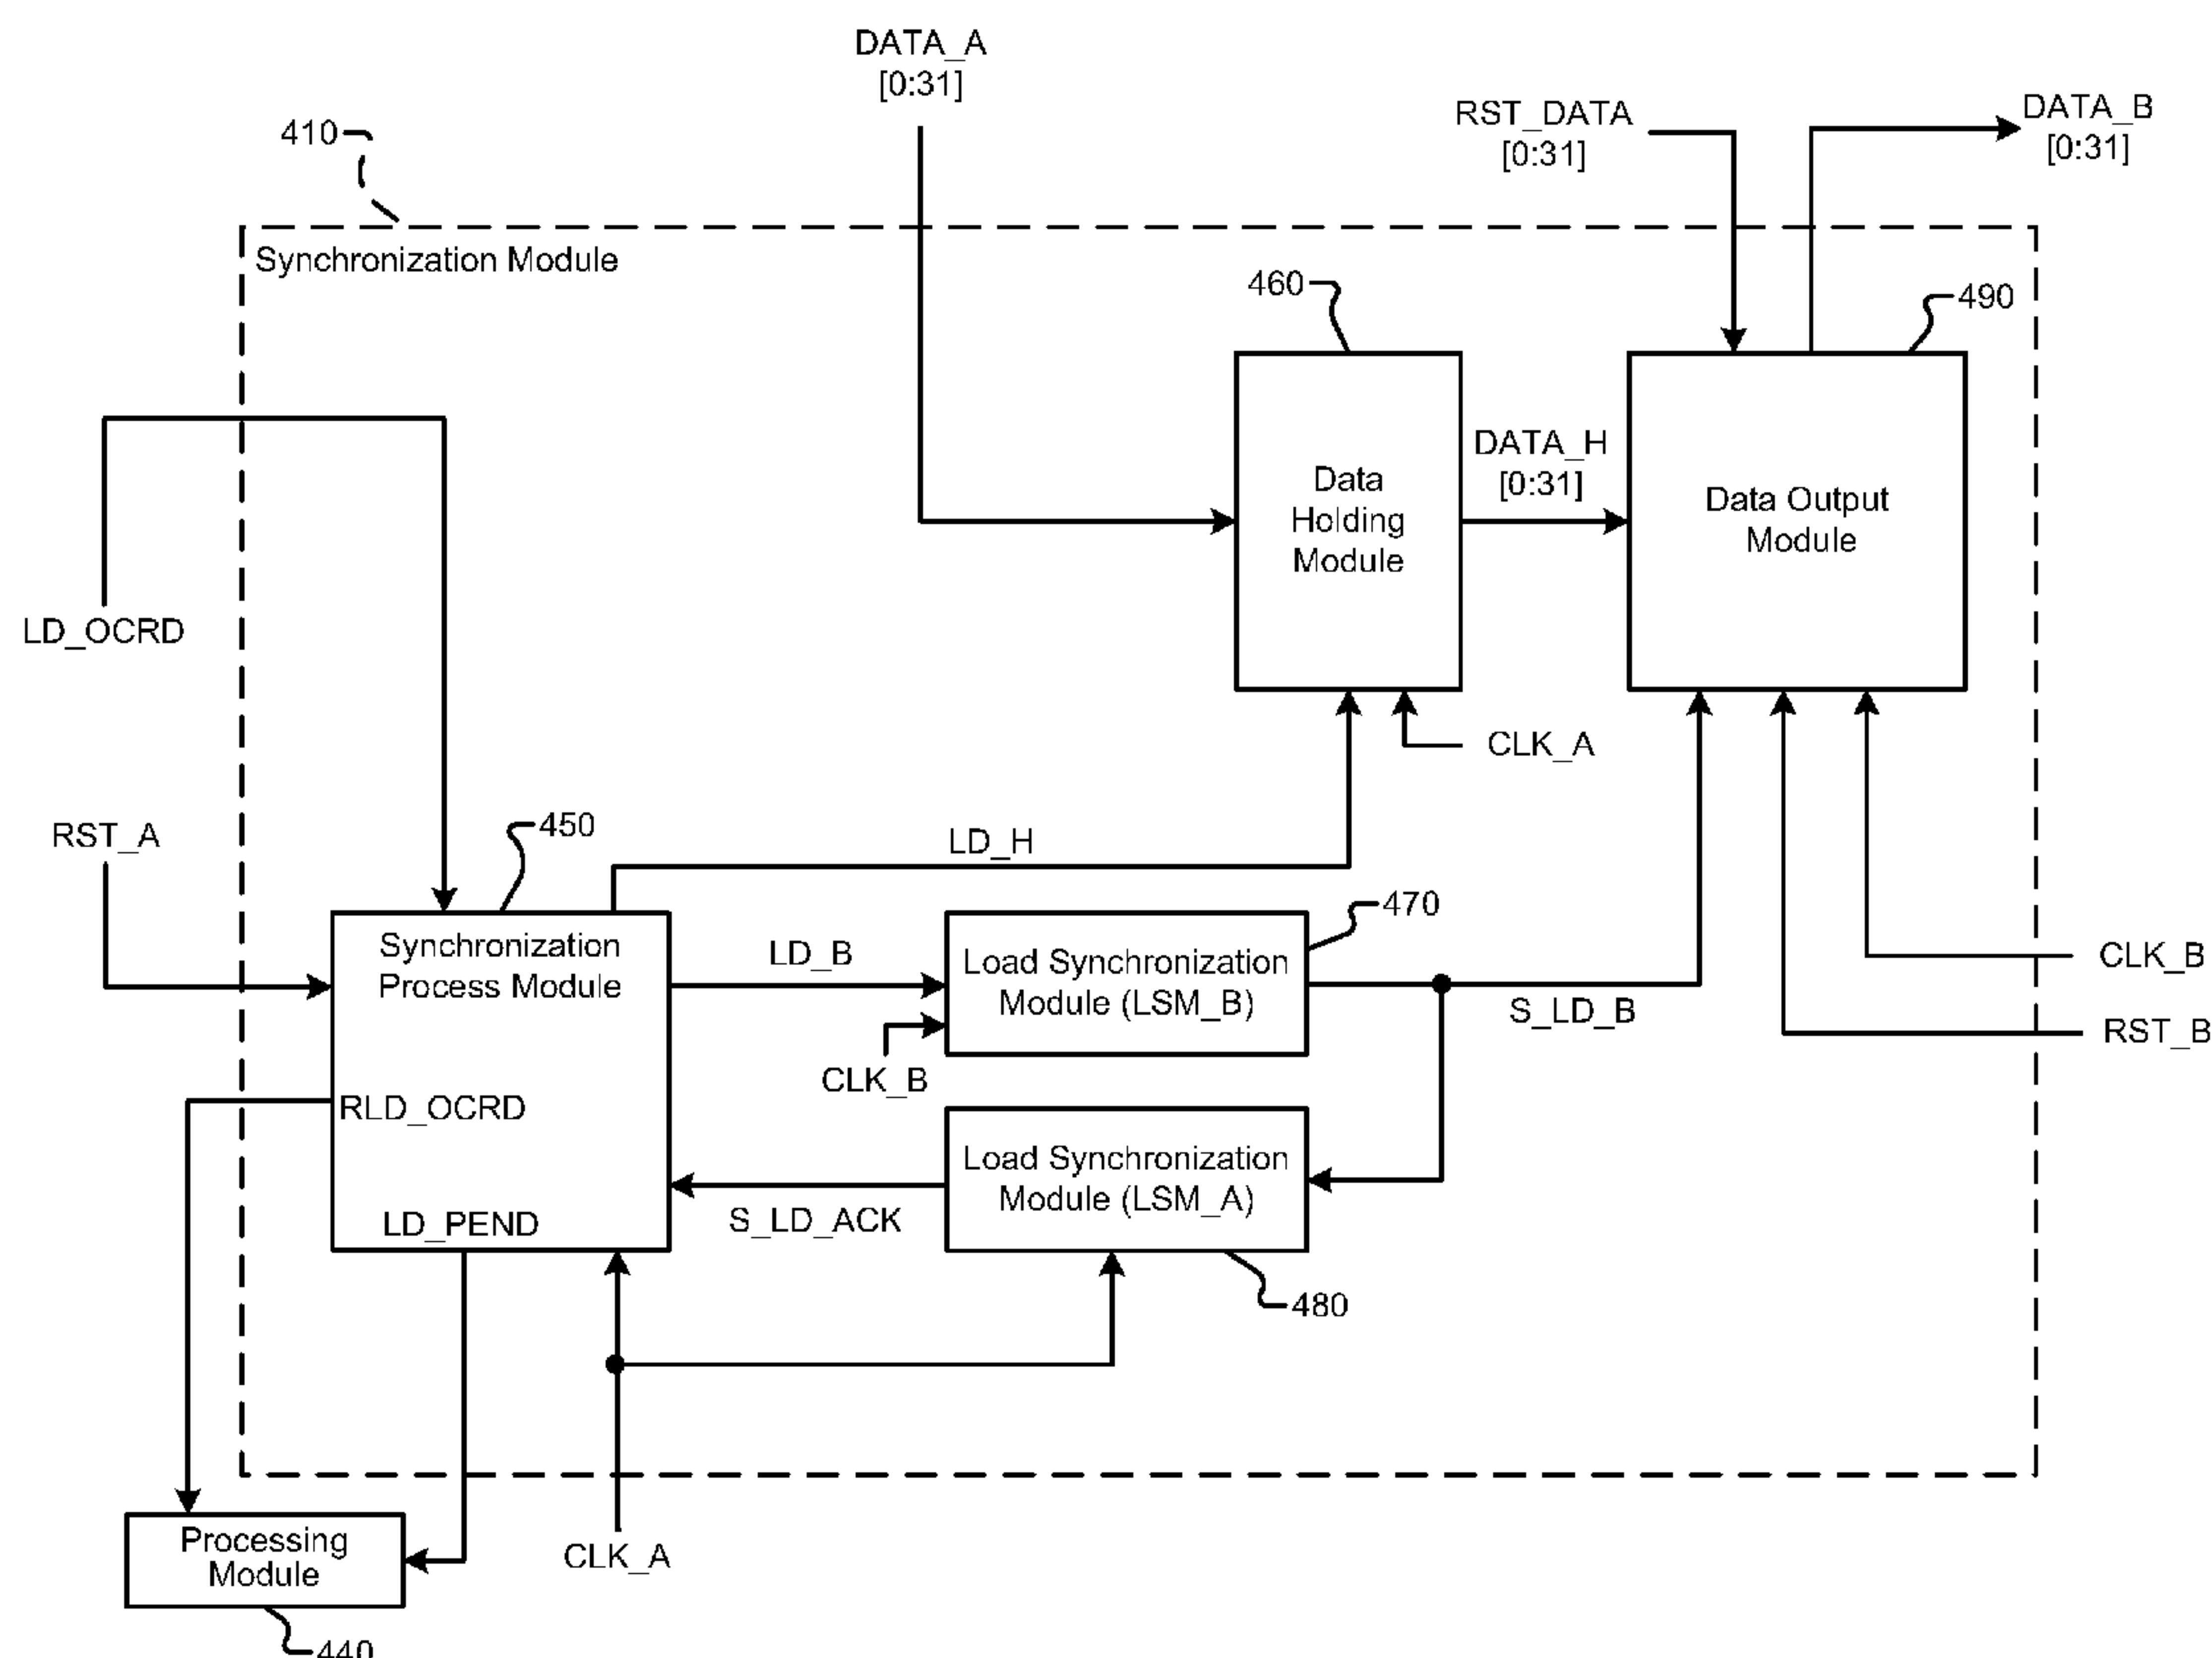 DATA_A
[0:31]
RST_DATA
[0:31]
DATA_B
[0:31]
410
Synchronization Module
460
490
Data
Holding
Module
DATA_H
[0:31]
Data Output
Module
LD_OCRD
CLK_A
RST_A
450
LD_H
470
Synchronization
Process Module
LD_B
Load Synchronization
Module (LSM_B)
S_LD_B
CLK_B
RST_B
CLK_B
RLD_OCRD
Load Synchronization
Module (LSM_A)
S_LD_ACK
LD_PEND
480
Processing
Module
CLK_A
440